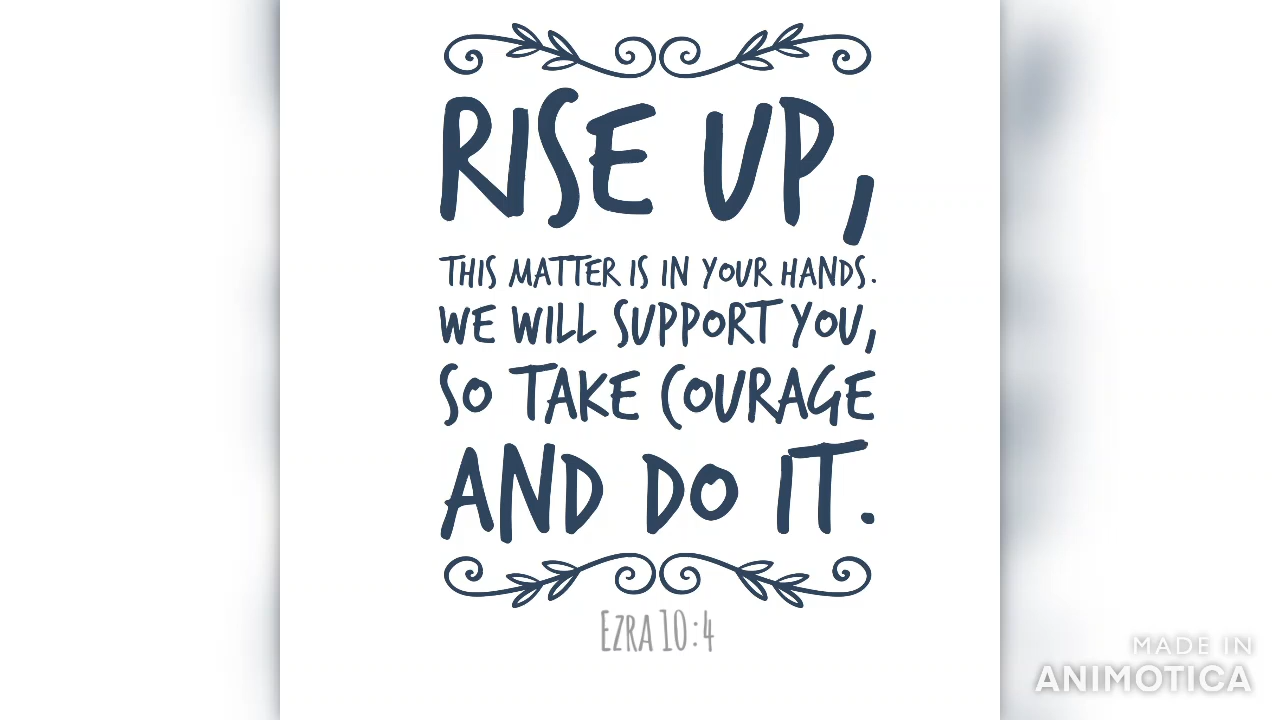 RISE UP,
THIS MATTER IS IN YOUR HANDS.
WE WILL SUPPORT YOU,
SO TAKE COURAGE
AND DO IT.
EZRA 10:4
MADE IN
ANIMOTICA